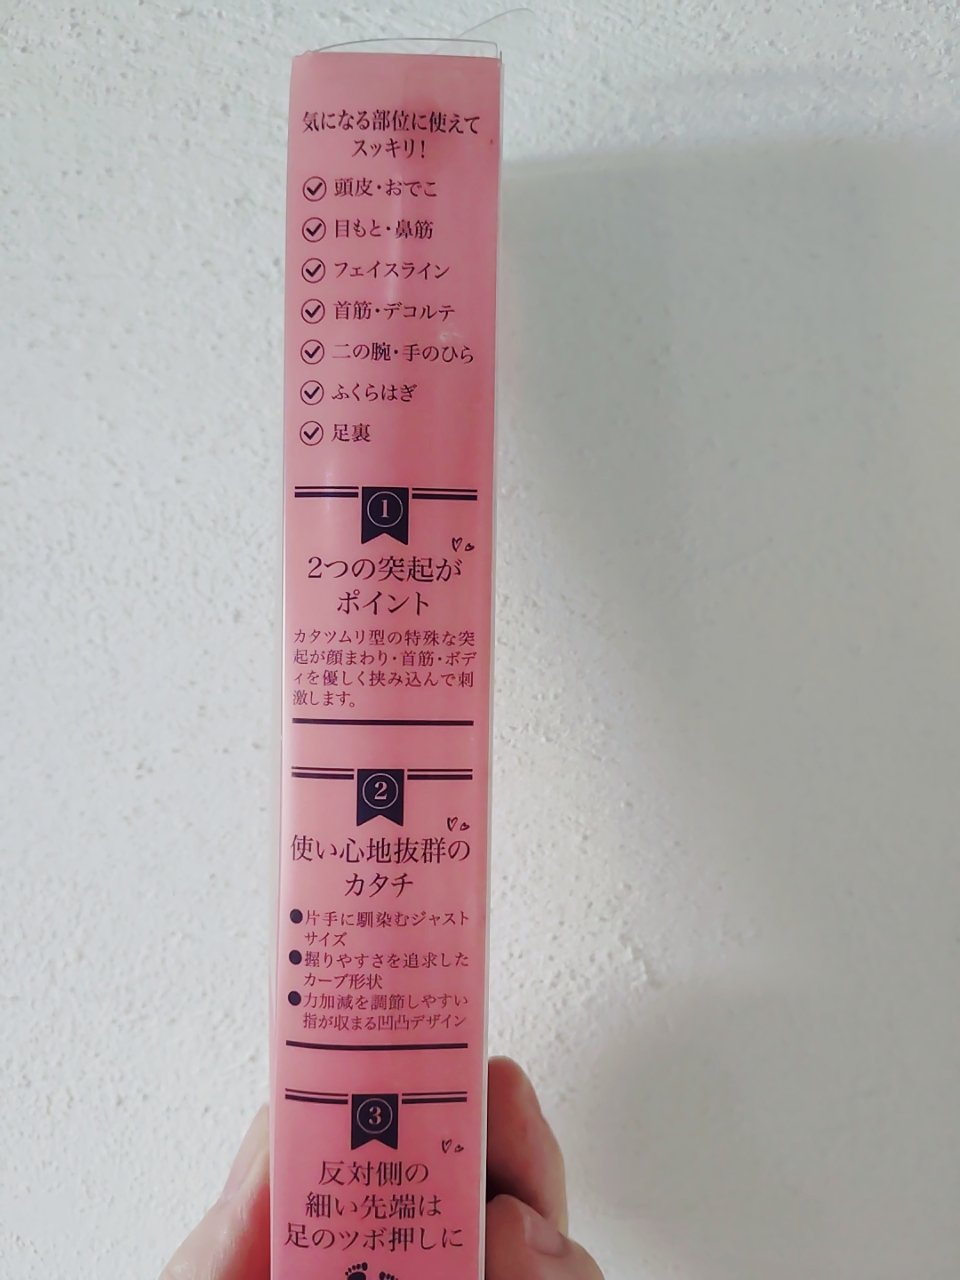 気になる部位に使えて
スッキリ！
頭皮・おでこ
目もと・鼻筋
フェイスライン
首筋・デコルテ
二の腕・手のひら
ふくらはぎ
足裏
1
2つの突起が
ポイント
カタツムリ型の特殊な突
起が顔まわり・首筋・ボデ
ィを優しく挟み込んで刺
激します。
2
使い心地抜群の
カタチ
●片手に馴染むジャスト
サイズ
●握りやすさを追求した
カーブ形状
●力加減を調節しやすい
指が収まる凹凸デザイン
3
反対側の
細い先端は
足のツボ押しに